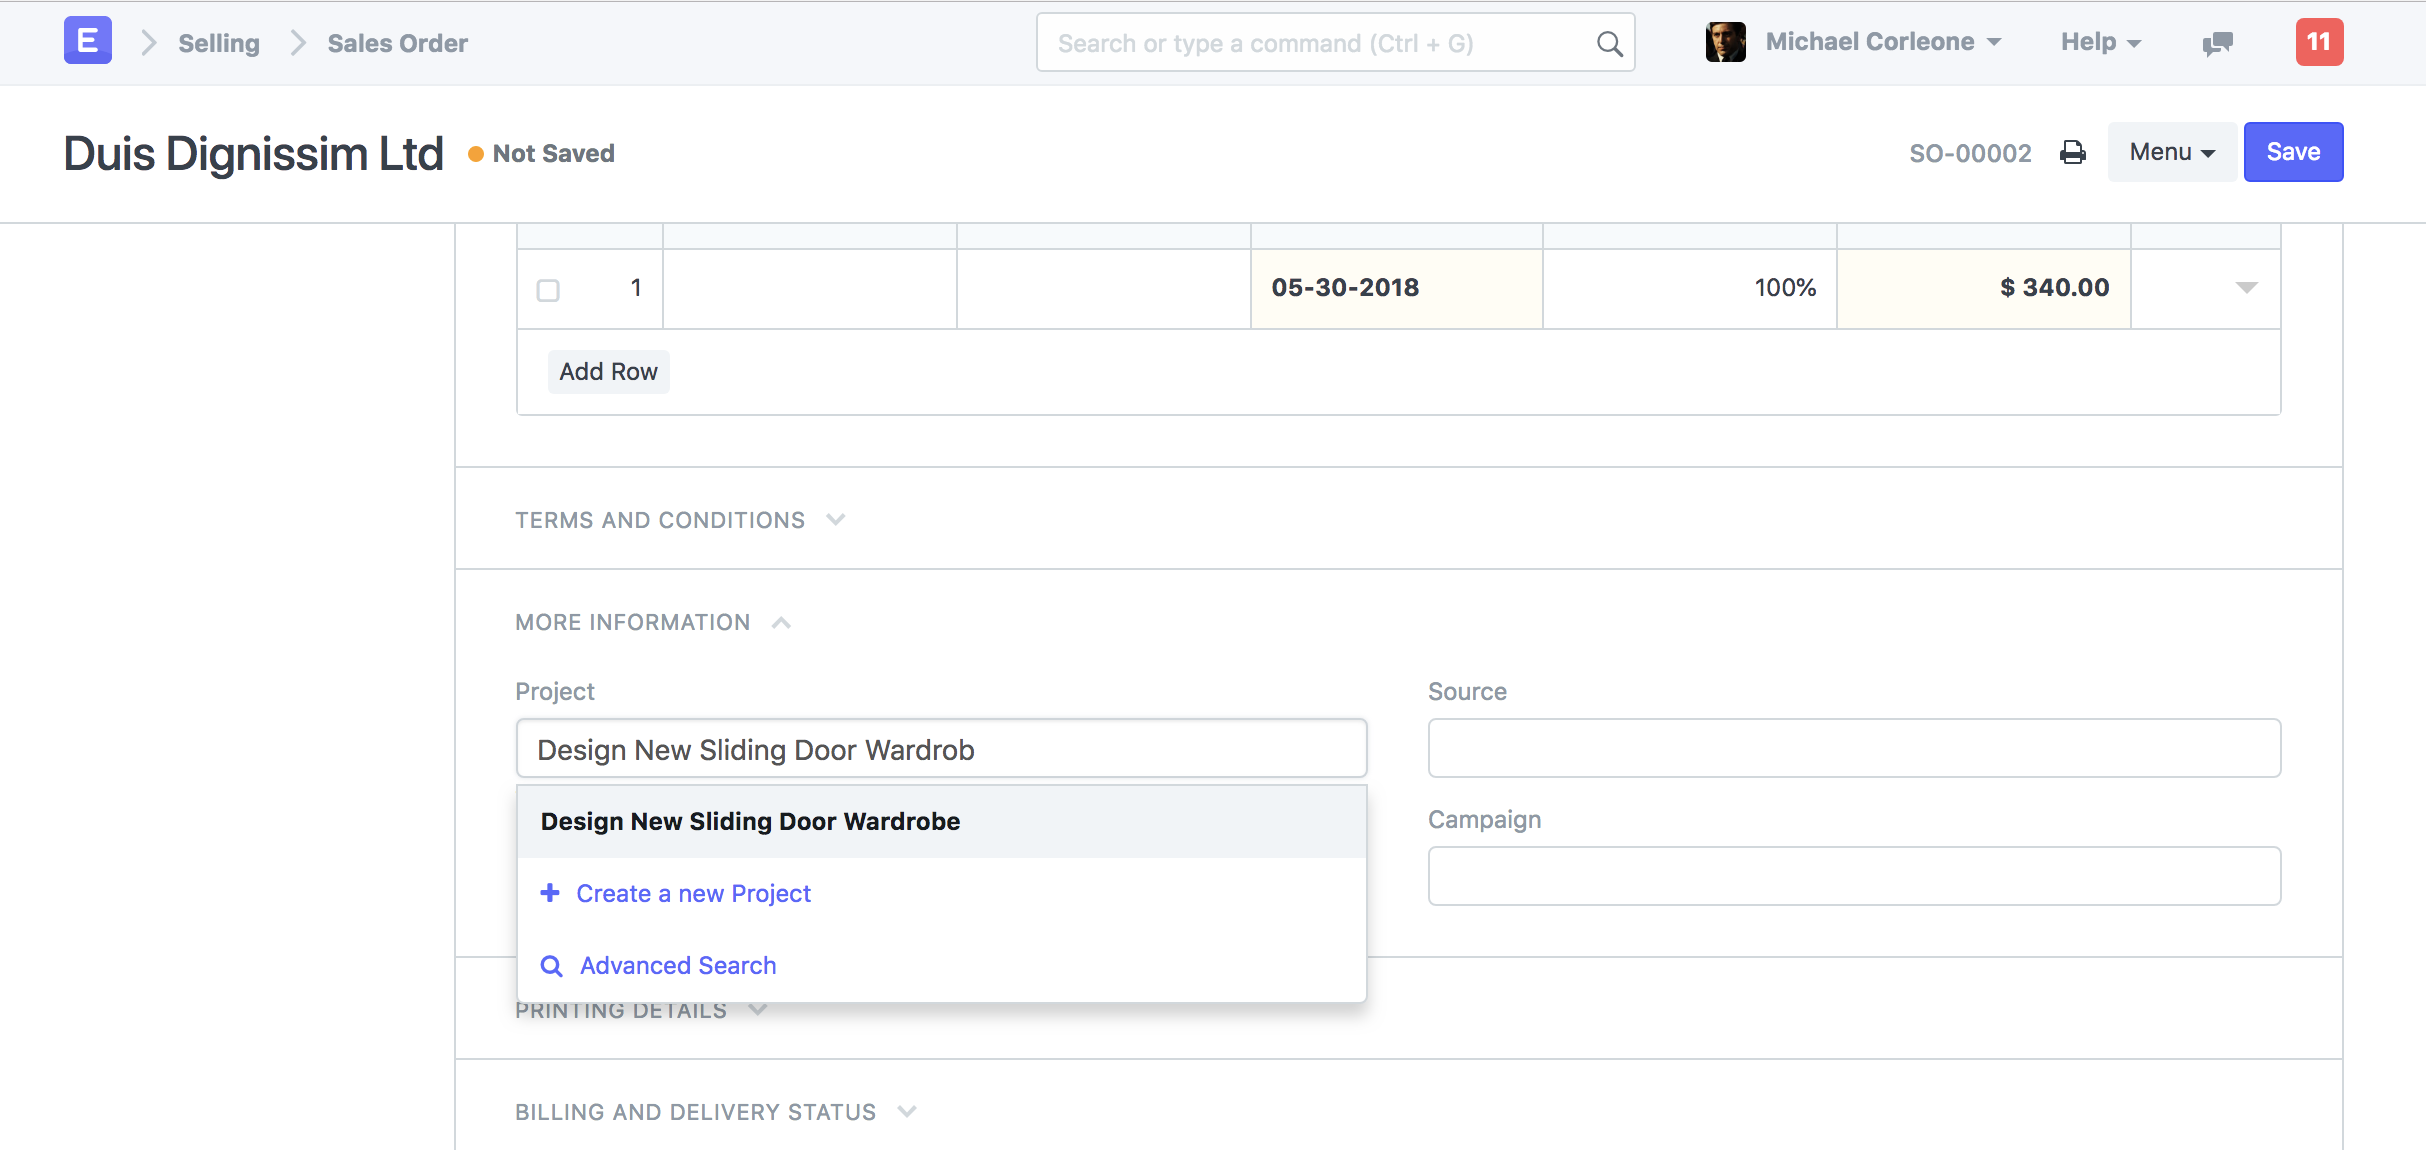 E Selling Sales Order Search or type a command (Ctrl + G) Michael Corleone Help 11
Duis Dignissim Ltd Not Saved SO-00002 Menu Save
1 05-30-2018 100% $ 340.00
Add Row
TERMS AND CONDITIONS
MORE INFORMATION
Project Source
Design New Sliding Door Wardrob
Design New Sliding Door Wardrobe
Campaign
Create a new Project
Advanced Search
PRINTING DETAILS
BILLING AND DELIVERY STATUS